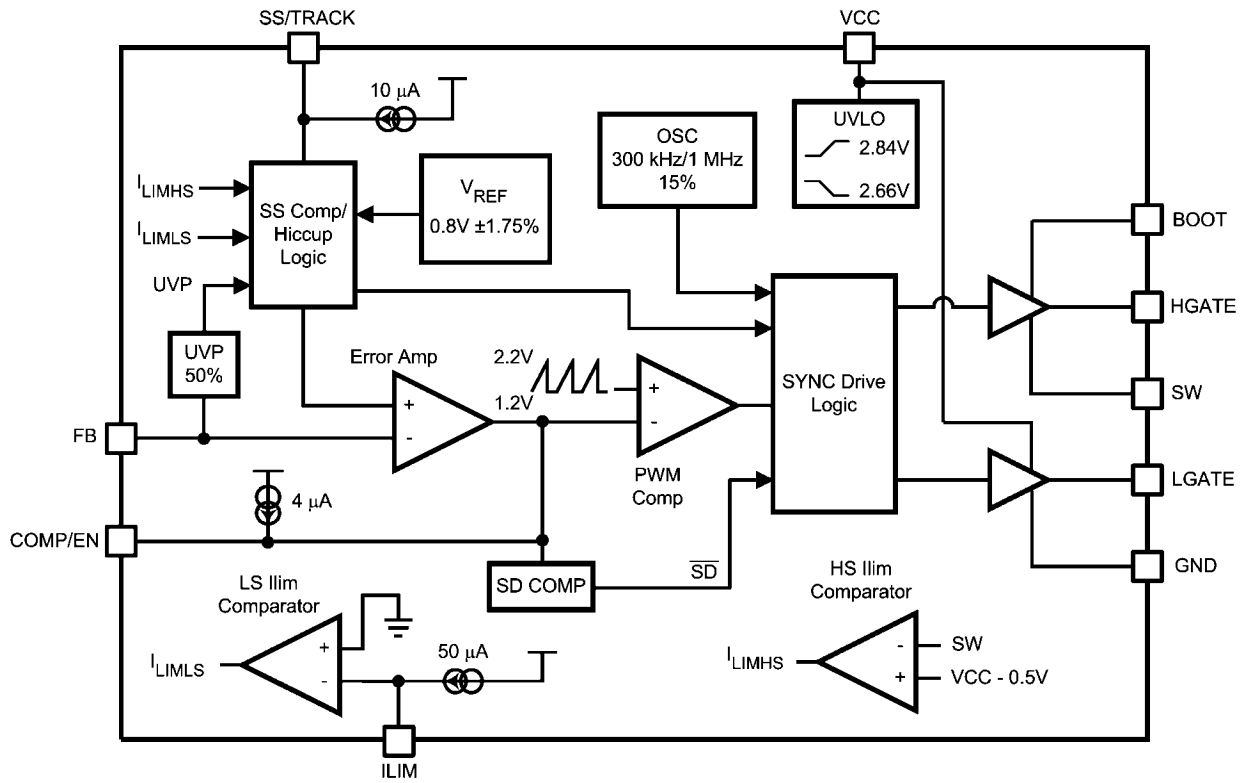 SS/TRACK
VCC
10 µA
UVLO
2.84V
2.66V
OSC
300 kHz/1 MHz
15%
I_LIMHS
I_LIMLS
UVP
SS Comp/
Hiccup
Logic
V_REF
0.8V ±1.75%
BOOT
HGATE
SW
UVP
50%
Error Amp
2.2V
1.2V
+
-
+
-
PWM
Comp
SYNC Drive
Logic
FB
LGATE
GND
4 µA
COMP/EN
SD COMP
SD
LS Ilim
Comparator
+
-
I_LIMLS
50 µA
ILIM
HS Ilim
Comparator
I_LIMHS
-
+
SW
VCC - 0.5V